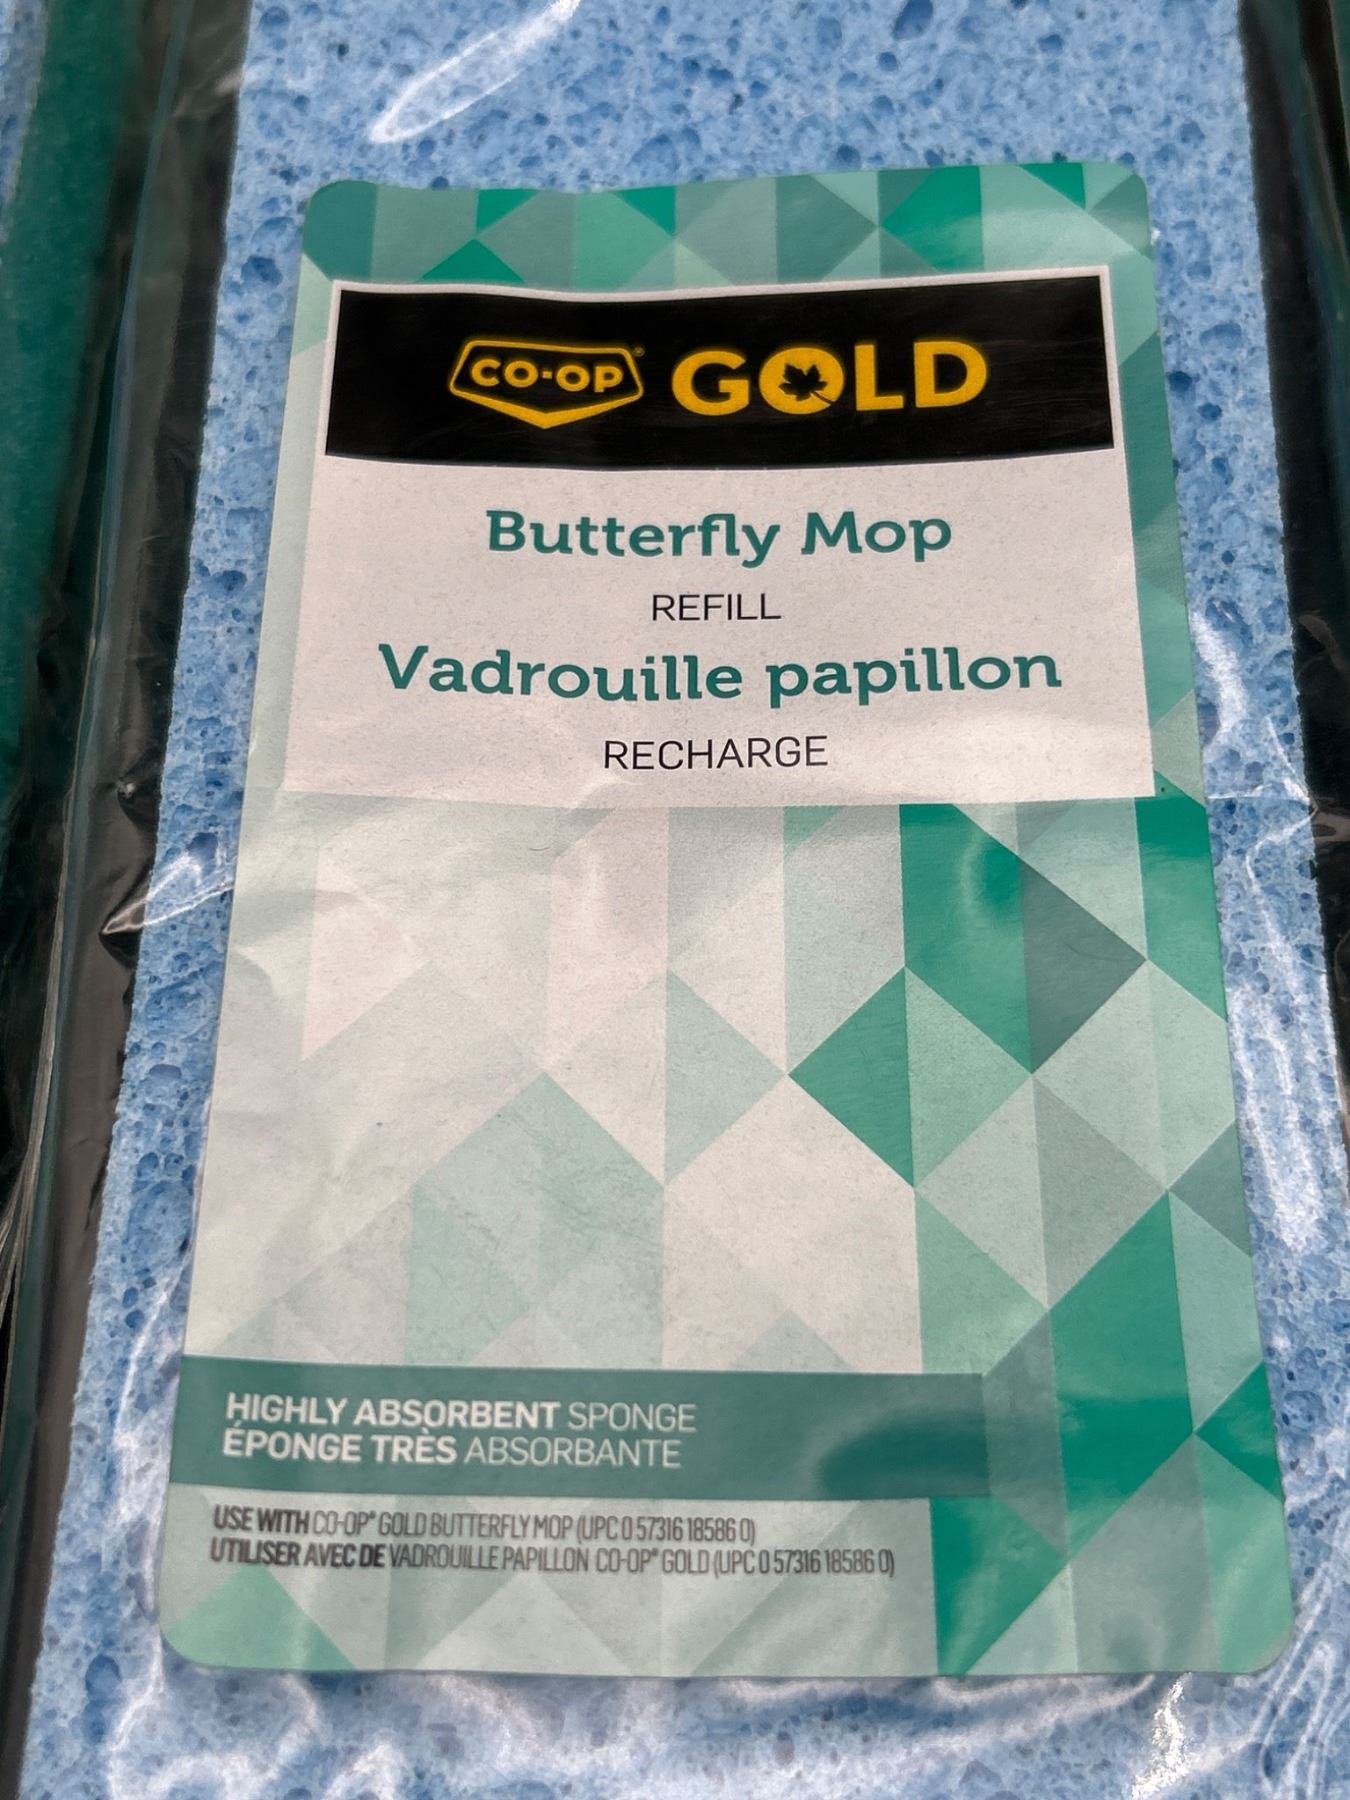 CO-OP® GOLD
Butterfly Mop
REFILL
Vadrouille papillon
RECHARGE
HIGHLY ABSORBENT SPONGE
ÉPONGE TRÈS ABSORBANTE
USE WITH CO-OP® GOLD BUTTERFLY MOP (UPC 0 57316 18586 0)
UTILISER AVEC DE VADROUILLE PAPILLON CO-OP® GOLD (UPC 0 57316 18586 0)